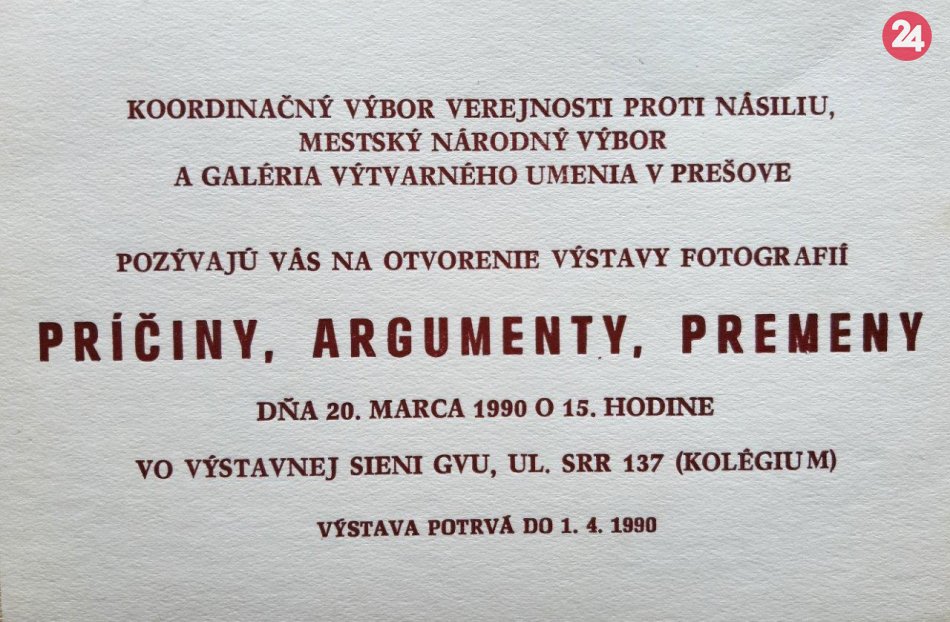 24
KOORDINAČNÝ VÝBOR VEREJNOSTI PROTI NÁSILIU,
MESTSKÝ NÁRODNÝ VÝBOR
A GALÉRIA VÝTVARNÉHO UMENIA V PREŠOVE
POZÝVAJÚ VÁS NA OTVORENIE VÝSTAVY FOTOGRAFIÍ
PRÍČINY, ARGUMENTY, PREMENY
DŇA 20. MARCA 1990 O 15. HODINE
VO VÝSTAVNEJ SIENI GVU, UL. SRR 137 (KOLÉGIUM)
VÝSTAVA POTRVÁ DO 1. 4. 1990